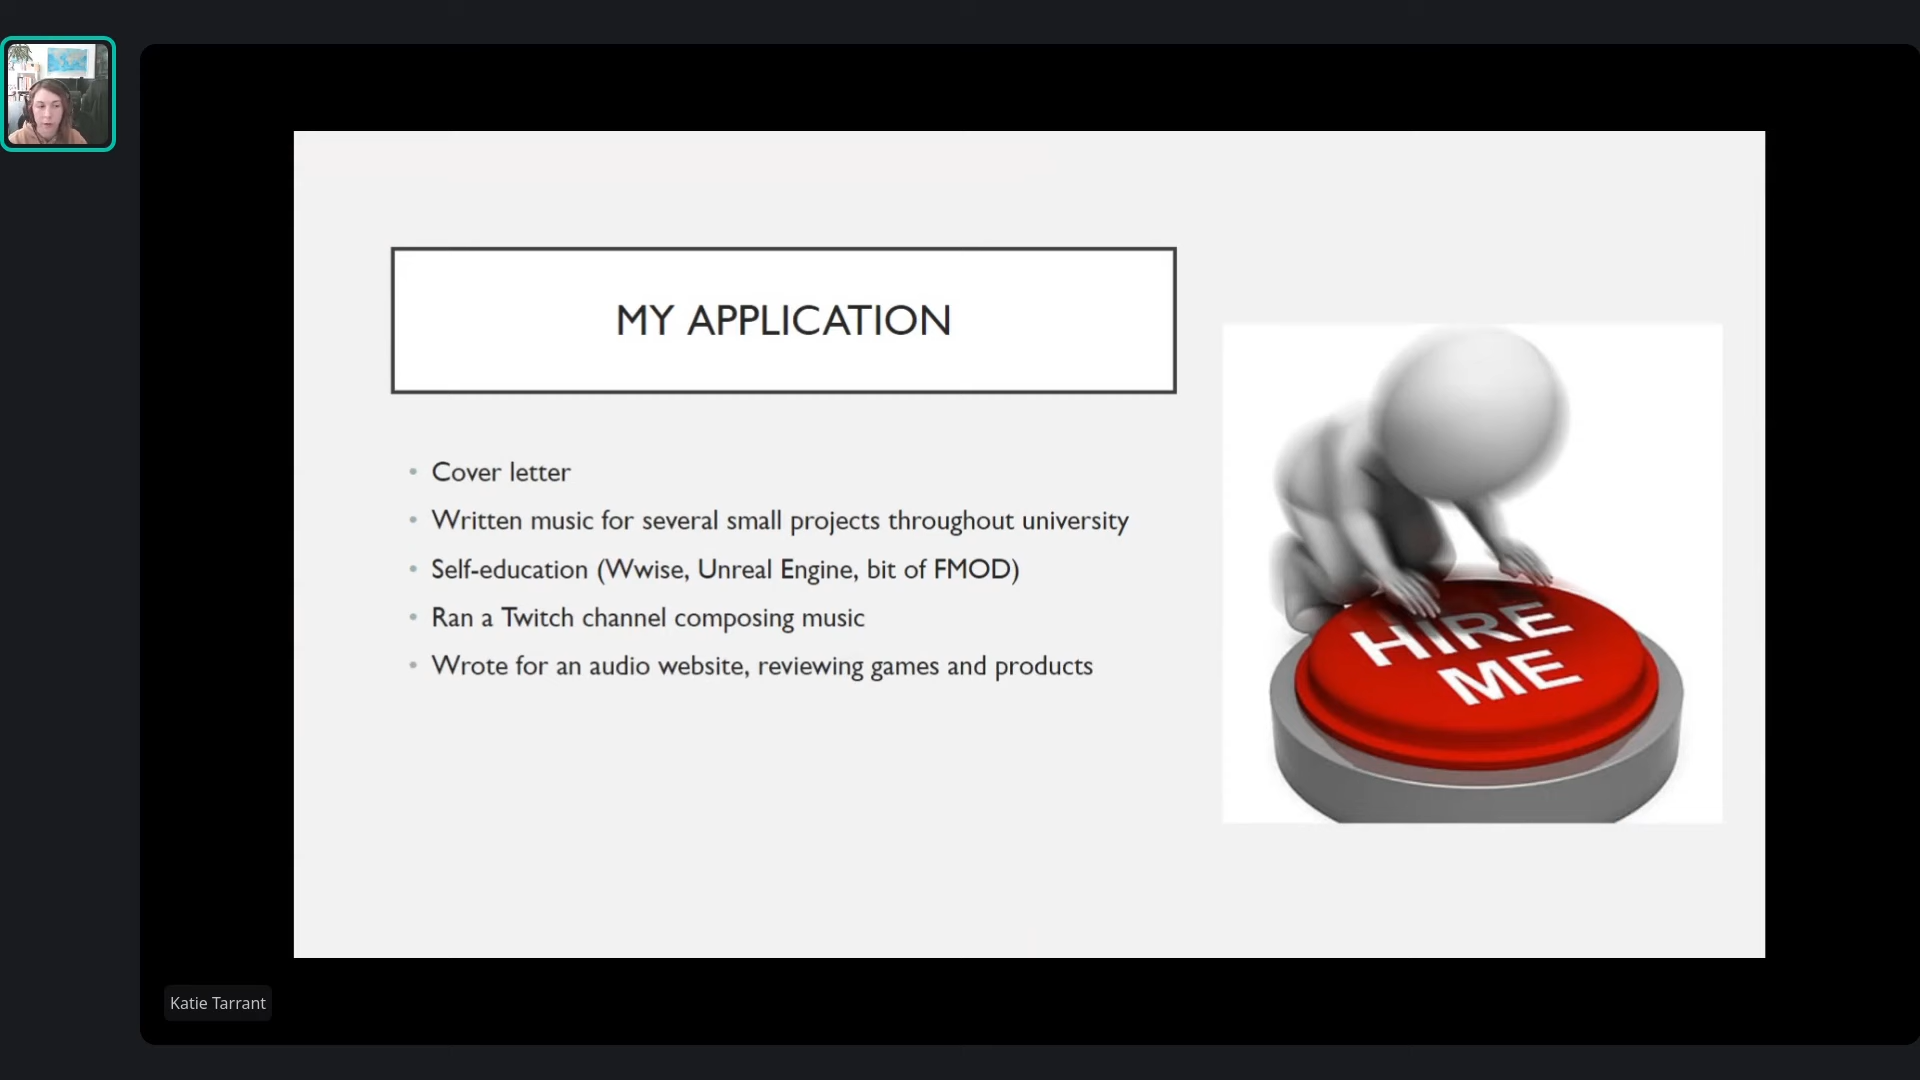 MY APPLICATION
Cover letter
Written music for several small projects throughout university
Self-education (Wwise, Unreal Engine, bit of FMOD)
Ran a Twitch channel composing music
Wrote for an audio website, reviewing games and products
HIRE
ME
Katie Tarrant